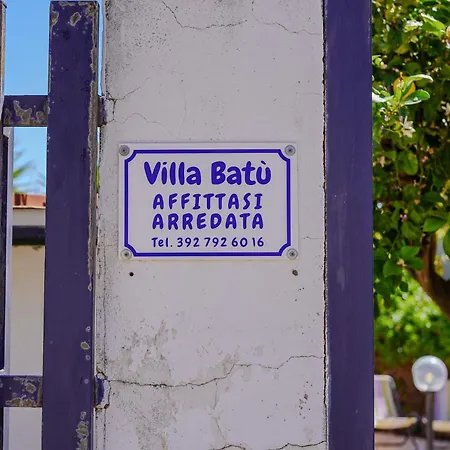 Villa Batù
AFFITTASI
ARREDATA
Tel. 392 792 60 16